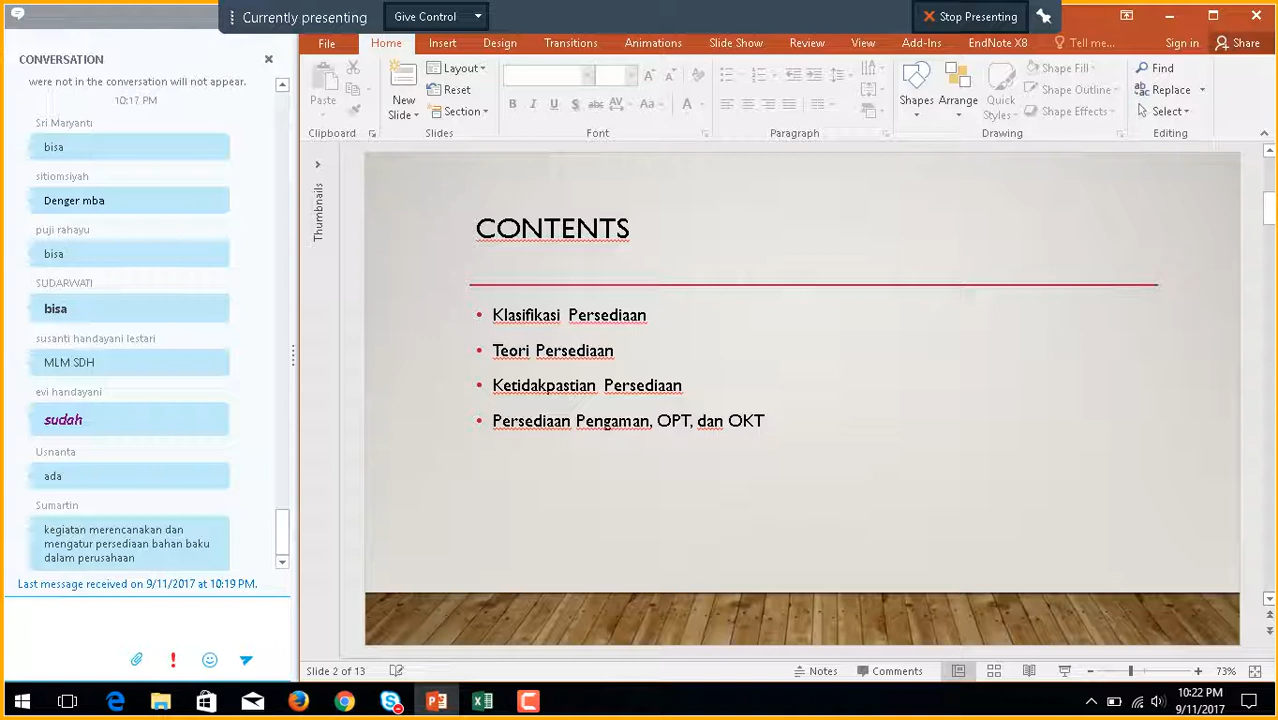 Currently presenting
Give Control
Stop Presenting
CONVERSATION
were not in the conversation will not appear.
10:17 PM
Sri Maryanti
bisa
sitiomsiyah
Denger mba
puji rahayu
bisa
SUDARWATI
bisa
susanti handayani lestari
MLM SDH
evi handayani
sudah
Usnanta
ada
Sumartin
kegiatan merencanakan dan
mengatur persediaan bahan baku
dalam perusahaan
Last message received on 9/11/2017 at 10:19 PM.
File Home Insert Design Transitions Animations Slide Show Review View Add-Ins EndNote X8 Tell me... Sign in Share
Paste
Clipboard
New
Slide
Layout
Reset
Section
Slides
B I U S abc AV Aa A
Font
Paragraph
Shapes
Arrange
Quick
Styles
Shape Fill
Shape Outline
Shape Effects
Drawing
Find
Replace
Select
Editing
Thumbnails
CONTENTS
• Klasifikasi Persediaan
• Teori Persediaan
• Ketidakpastian Persediaan
• Persediaan Pengaman, OPT, dan OKT
Slide 2 of 13
Notes
Comments
73%
10:22 PM
9/11/2017